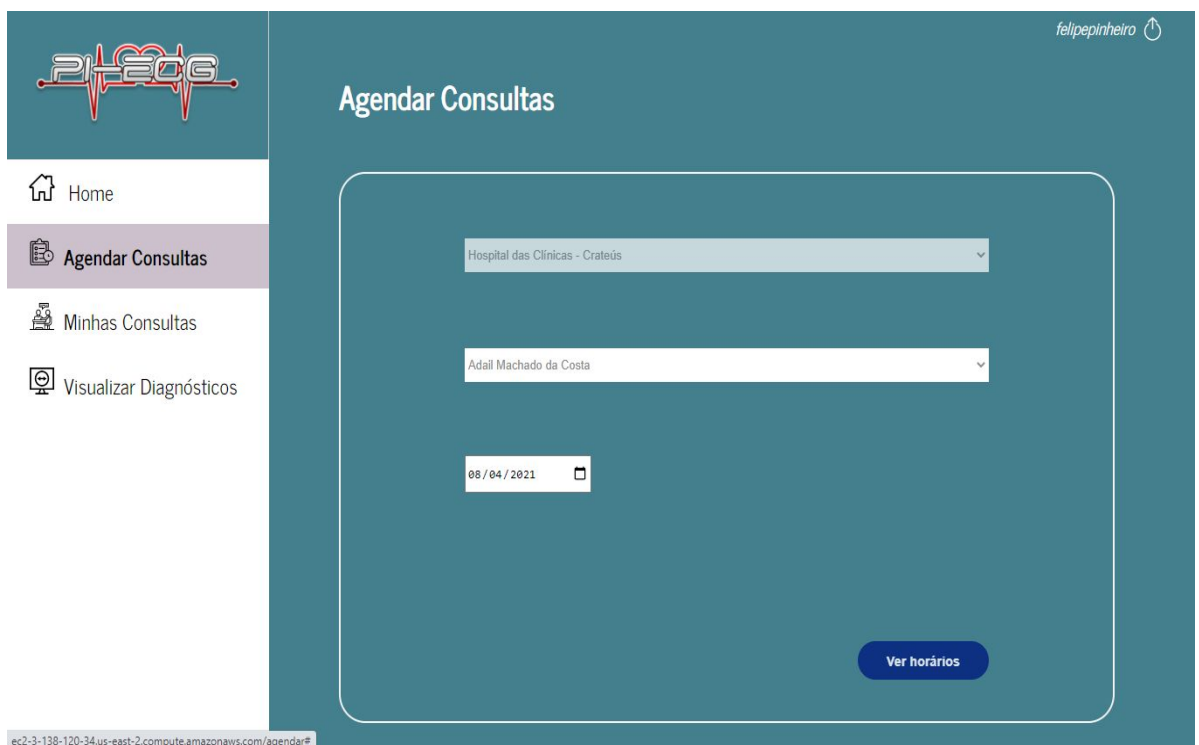 felipepinheiro
PI-ECG
Agendar Consultas
Home
Agendar Consultas
Minhas Consultas
Visualizar Diagnósticos
Hospital das Clínicas - Crateús
Adail Machado da Costa
08/04/2021
Ver horários
ec2-3-138-120-34.us-east-2.compute.amazonaws.com/agendar#